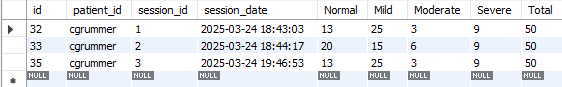 id patient_id session_id session_date Normal Mild Moderate Severe Total
32 cgrummer 1 2025-03-24 18:43:03 13 25 3 9 50
33 cgrummer 2 2025-03-24 18:44:17 20 15 6 9 50
35 cgrummer 3 2025-03-24 19:46:53 13 25 3 9 50
NULL NULL NULL NULL NULL NULL NULL NULL NULL